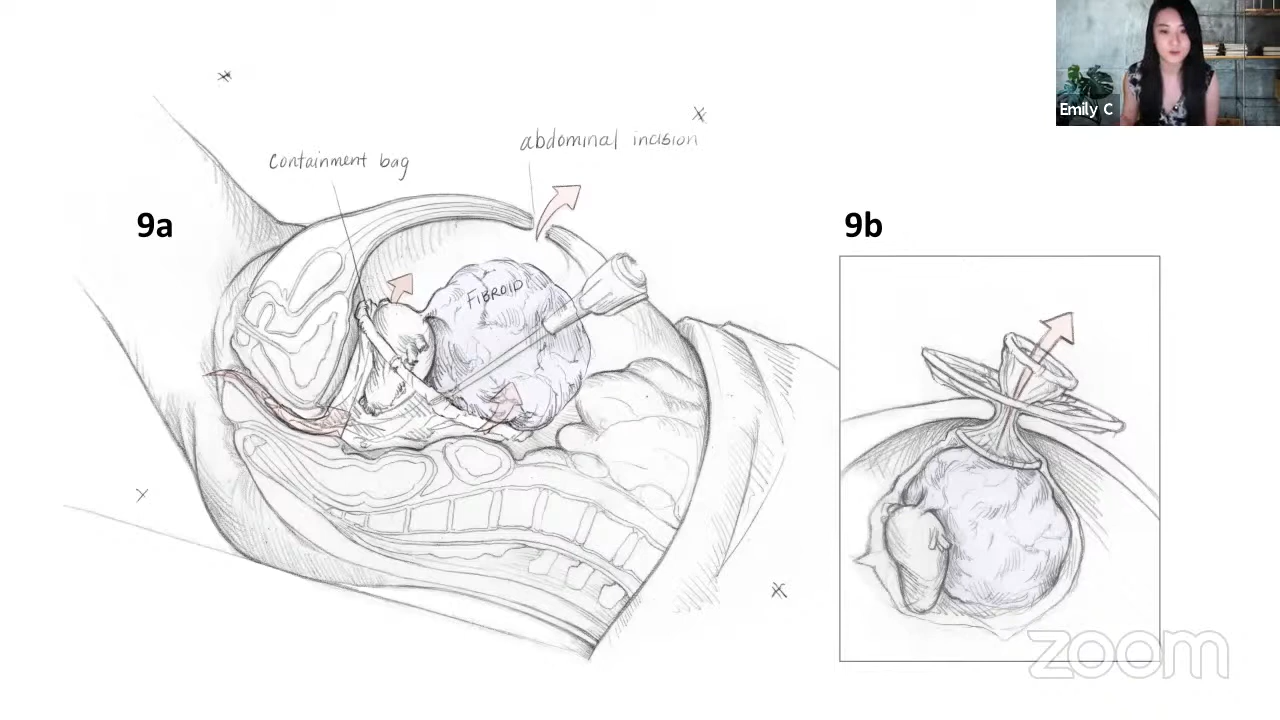 Emily C
containment bag
abdominal incision
9a
9b
FIBROID
zoom